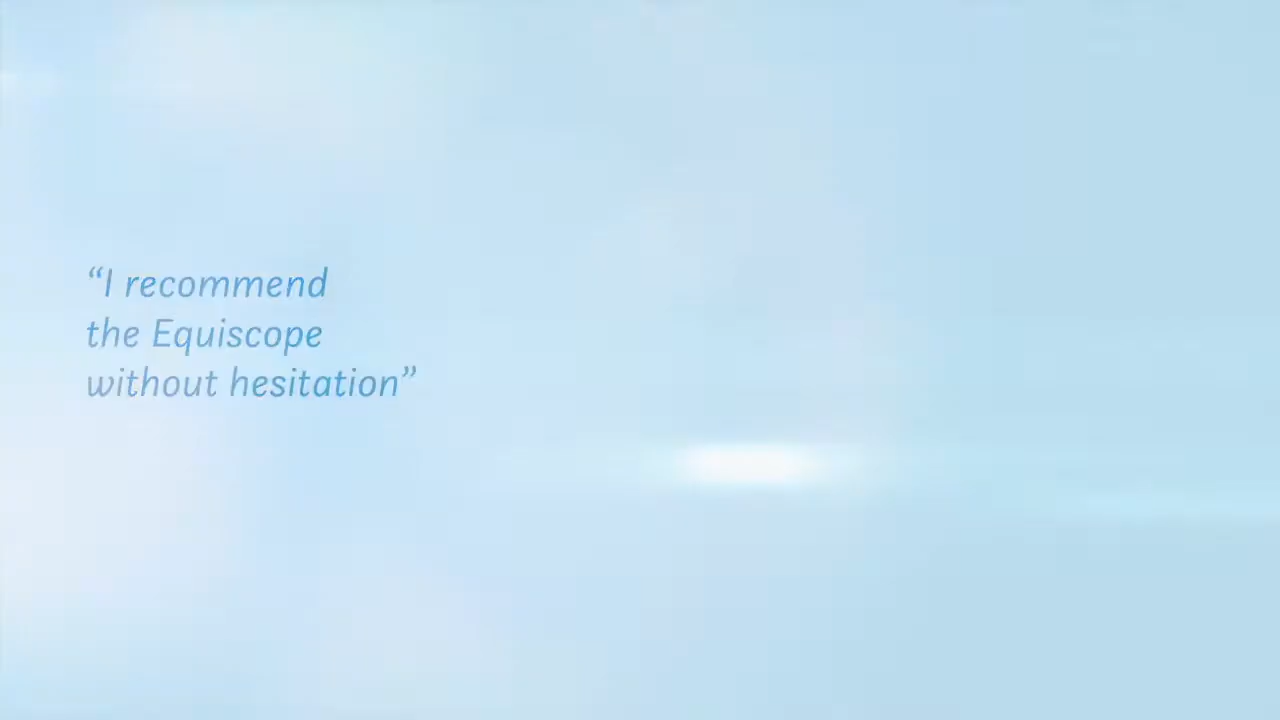 “I recommend
the Equiscope
without hesitation”